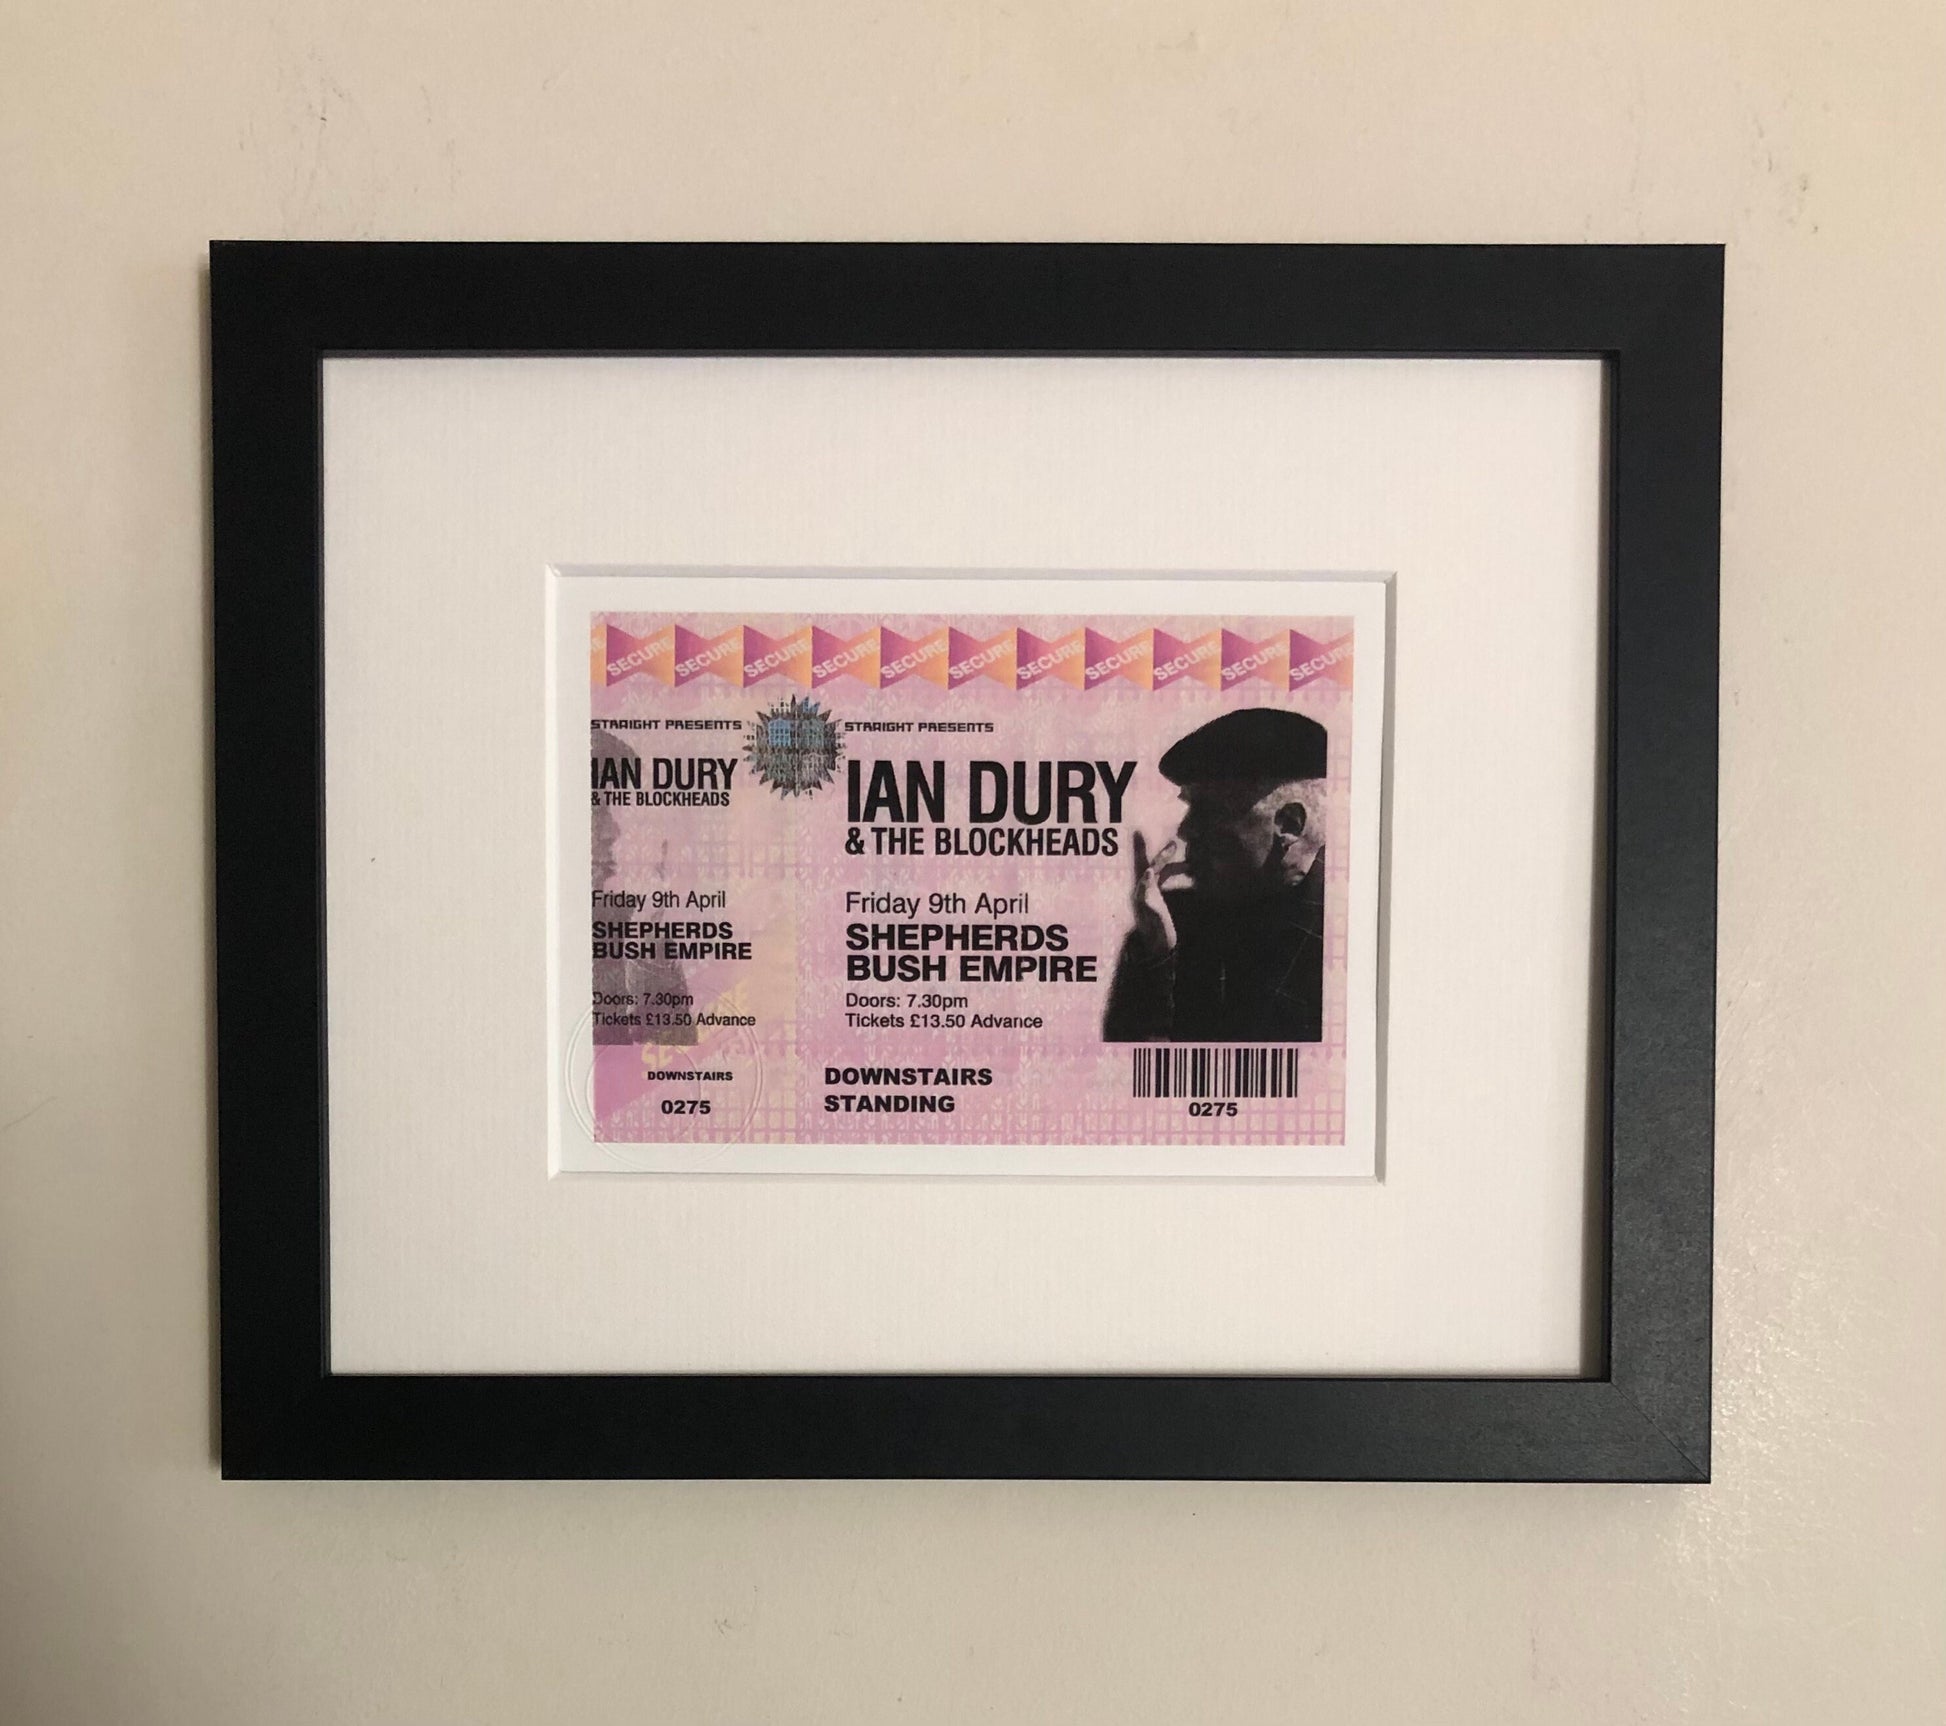 SECURE SECURE SECURE SECURE SECURE SECURE SECURE SECURE SECURE SECURE SECURE
STRAIGHT PRESENTS
IAN DURY
& THE BLOCKHEADS
Friday 9th April
SHEPHERDS
BUSH EMPIRE
Doors: 7.30pm
Tickets £13.50 Advance
SECURE
DOWNSTAIRS
0275
STRAIGHT PRESENTS
IAN DURY
& THE BLOCKHEADS
Friday 9th April
SHEPHERDS
BUSH EMPIRE
Doors: 7.30pm
Tickets £13.50 Advance
DOWNSTAIRS
STANDING
0275